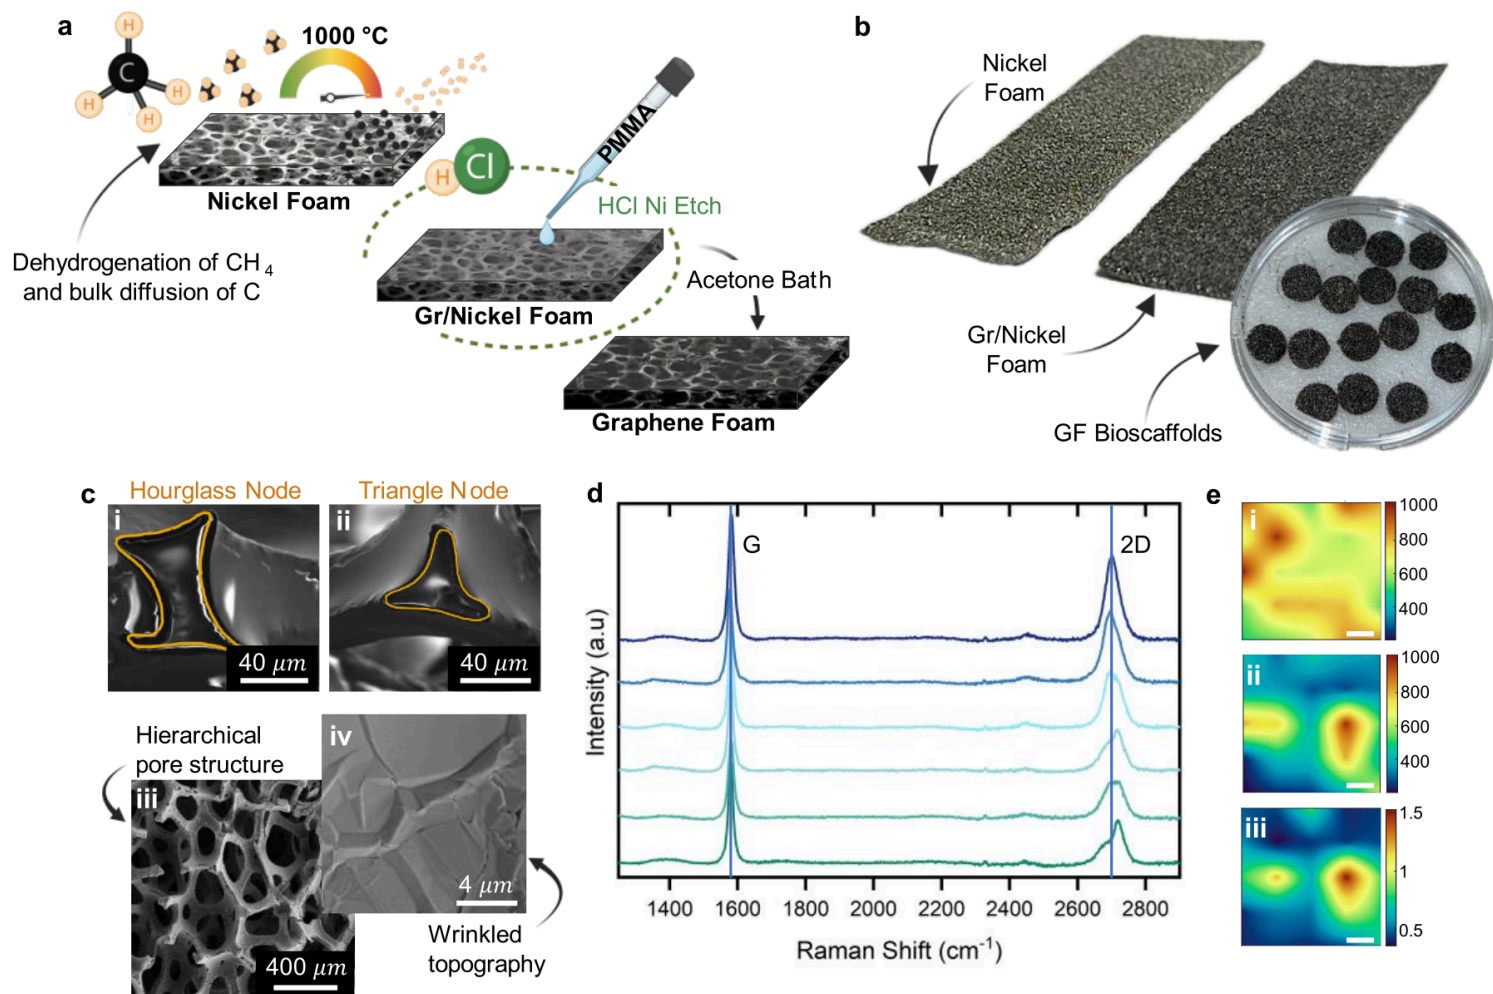 a
H
C
H
H
H
1000 °C
PMMA
Nickel Foam
H
Cl
HCl Ni Etch
Dehydrogenation of CH4
and bulk diffusion of C
Gr/Nickel Foam
Acetone Bath
Graphene Foam
b
Nickel
Foam
Gr/Nickel
Foam
GF Bioscaffolds
c
Hourglass Node
Triangle Node
i
40 μm
ii
40 μm
Hierarchical
pore structure
iii
400 μm
iv
4 μm
Wrinkled
topography
d
G
2D
Intensity (a.u)
1400
1600
1800
2000
2200
2400
2600
2800
Raman Shift (cm-1)
e
i
1000
800
600
400
ii
1000
800
600
400
iii
1.5
1
0.5